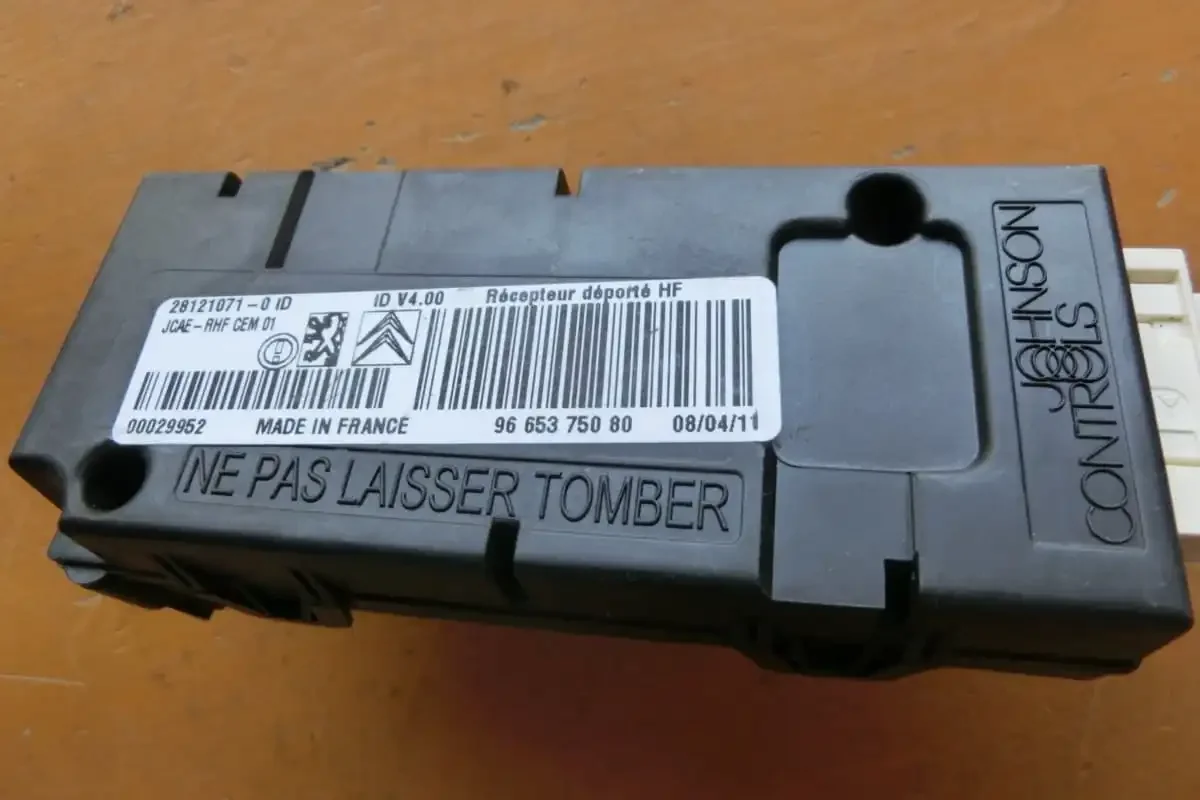 28121071-0 ID
ID V4.00
Récepteur déporté HF
JCAE-RHF CEM 01
00029952
MADE IN FRANCE
96 653 750 80
08/04/11
NE PAS LAISSER TOMBER
JOHNSON
CONTROLS